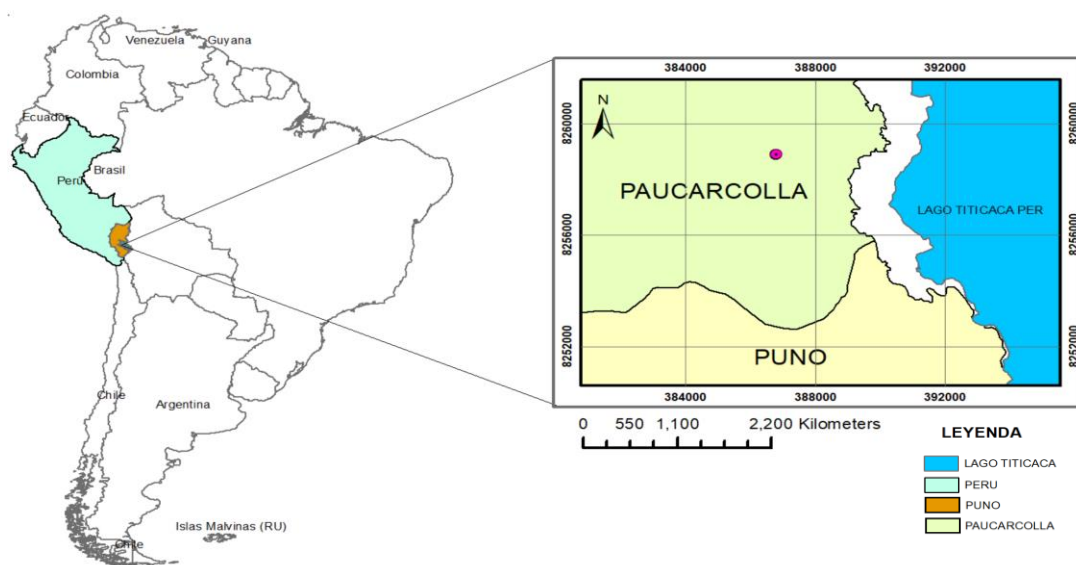 Venezuela
Guyana
Colombia
Ecuador
Perú
Brasil
Chile
Argentina
Islas Malvinas (RU)
Chile
384000 388000 392000
N
8260000 8260000
PAUCARCOLLA
LAGO TITICACA PER
8256000 8256000
8252000 8252000
PUNO
384000 388000 392000
0 550 1,100 2,200 Kilometers
LEYENDA
LAGO TITICACA
PERU
PUNO
PAUCARCOLLA